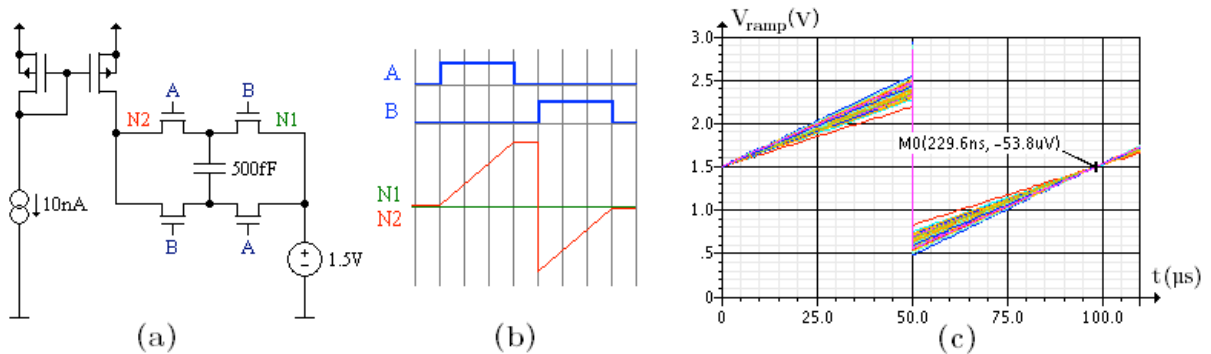 A
B
N2
N1
500fF
10nA
B
A
1.5V
(a)
A
B
N1
N2
(b)
V_ramp(V)
3.0
2.5
2.0
M0(229.6ns, -53.8uV)
1.5
1.0
.5
0
0
25.0
50.0
75.0
100.0
t(μs)
(c)